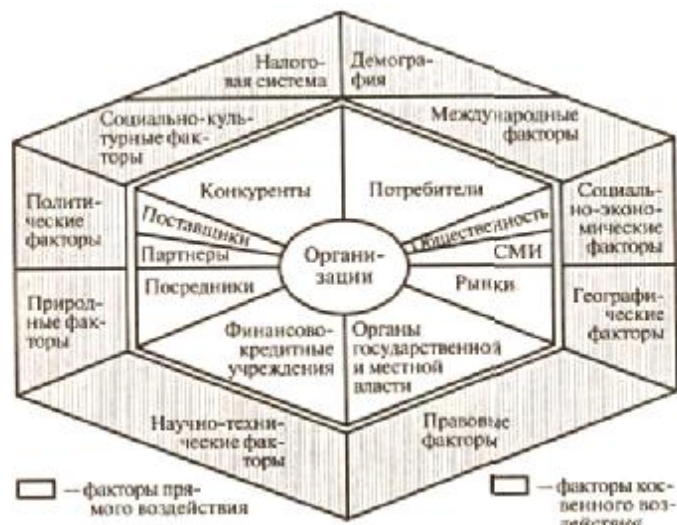 Налого-
вая система
Демогра-
фия
Социально-куль-
турные фак-
торы
Международные
факторы
Полити-
ческие
факторы
Конкуренты
Потребители
Социаль-
но-эконо-
мические
факторы
Поставщики
Общественность
Партнеры
Органи-
зации
СМИ
Посредники
Рынки
Природ-
ные фак-
торы
Географи-
ческие
факторы
Финансово-
кредитные
учреждения
Органы
государственной
и местной
власти
Научно-техни-
ческие фак-
торы
Правовые
факторы
— факторы пря-
мого воздействия
— факторы кос-
венного воз-
действия